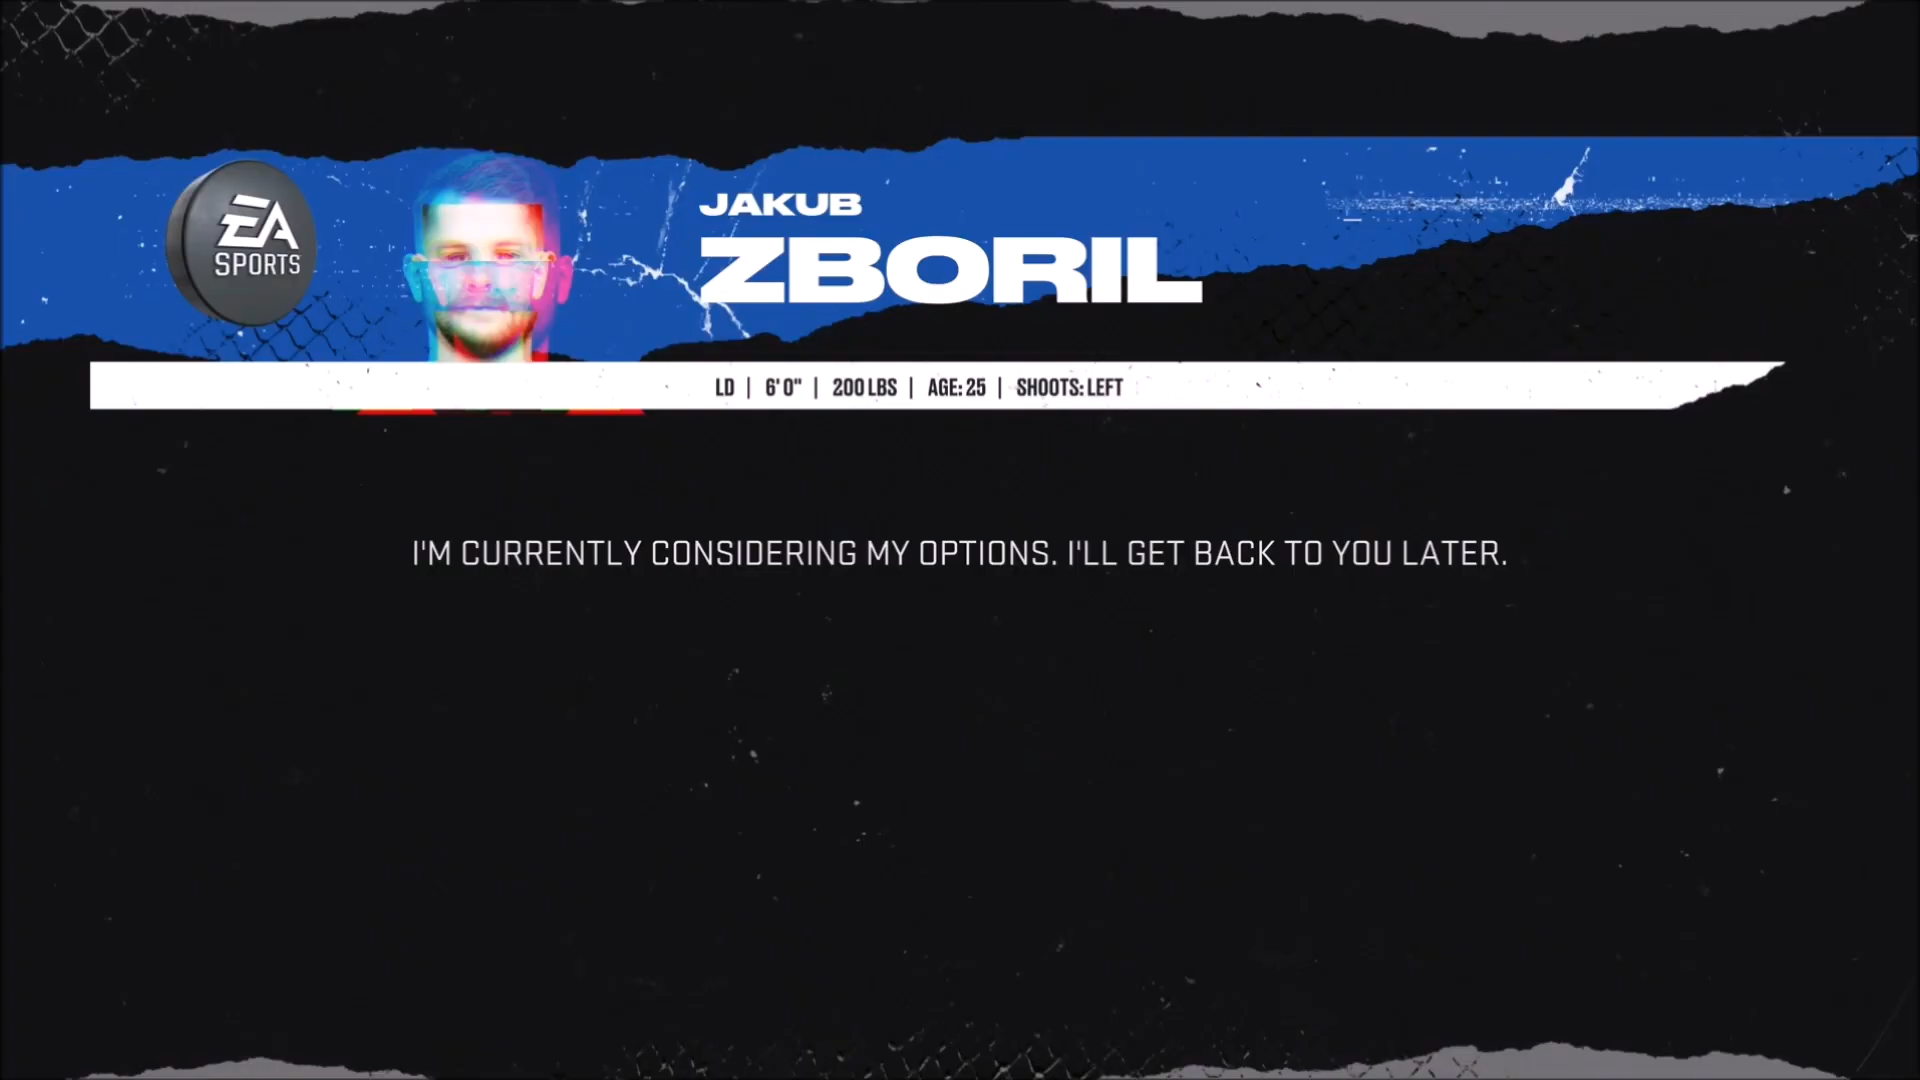 EA
SPORTS
JAKUB
ZBORIL
LD | 6' 0" | 200 LBS | AGE: 25 | SHOOTS: LEFT
I'M CURRENTLY CONSIDERING MY OPTIONS. I'LL GET BACK TO YOU LATER.